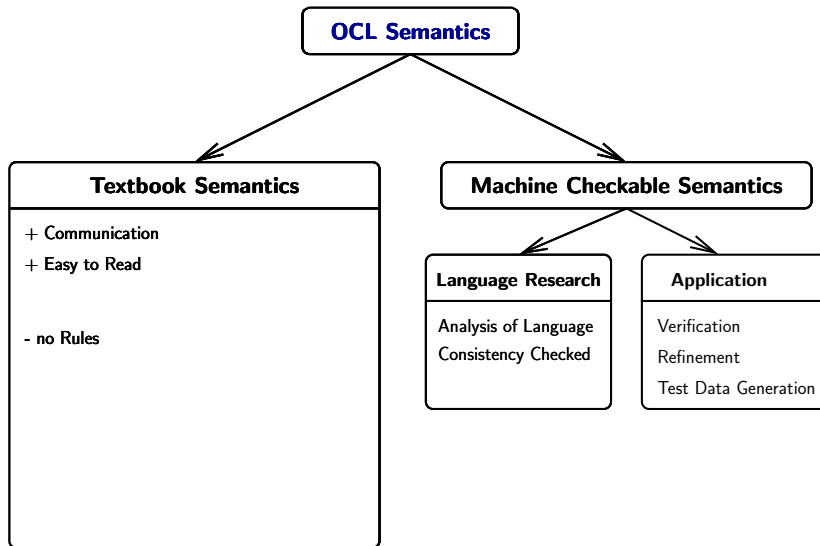 OCL Semantics
Textbook Semantics
+ Communication
+ Easy to Read
- no Rules
Machine Checkable Semantics
Language Research
Analysis of Language
Consistency Checked
Application
Verification
Refinement
Test Data Generation